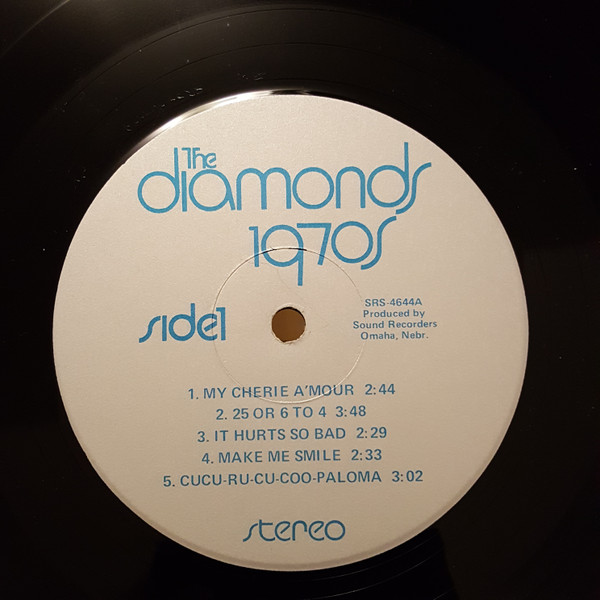 The
diamonds
1970s
side 1
SRS-4644A
Produced by
Sound Recorders
Omaha, Nebr.
1. MY CHERIE A'MOUR 2:44
2. 25 OR 6 TO 4 3:48
3. IT HURTS SO BAD 2:29
4. MAKE ME SMILE 2:33
5. CUCU-RU-CU-COO-PALOMA 3:02
stereo